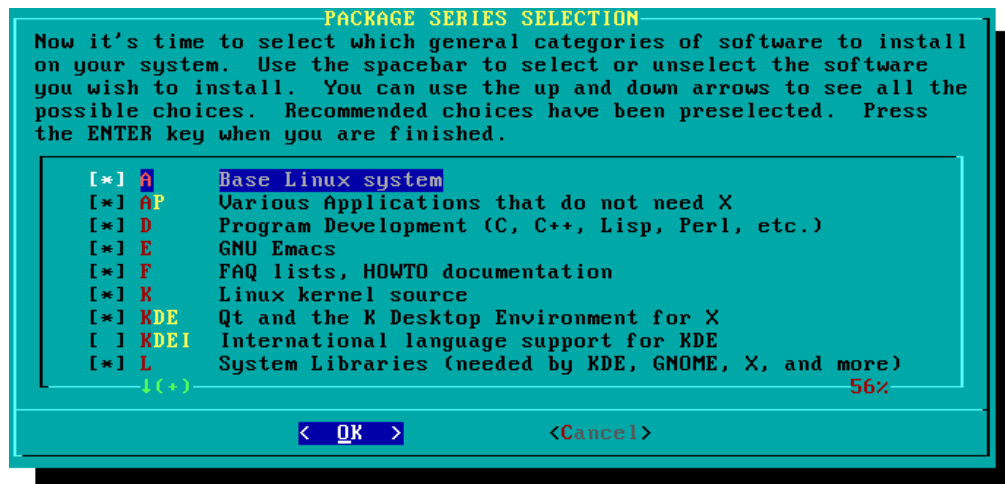 PACKAGE SERIES SELECTION
Now it's time to select which general categories of software to install
on your system.  Use the spacebar to select or unselect the software
you wish to install.  You can use the up and down arrows to see all the
possible choices.  Recommended choices have been preselected.  Press
the ENTER key when you are finished.
[*] A Base Linux system
[*] AP Various Applications that do not need X
[*] D Program Development (C, C++, Lisp, Perl, etc.)
[*] E GNU Emacs
[*] F FAQ lists, HOWTO documentation
[*] K Linux kernel source
[*] KDE Qt and the K Desktop Environment for X
[ ] KDEI International language support for KDE
[*] L System Libraries (needed by KDE, GNOME, X, and more)
↓(+) 56%
< OK > <Cancel>